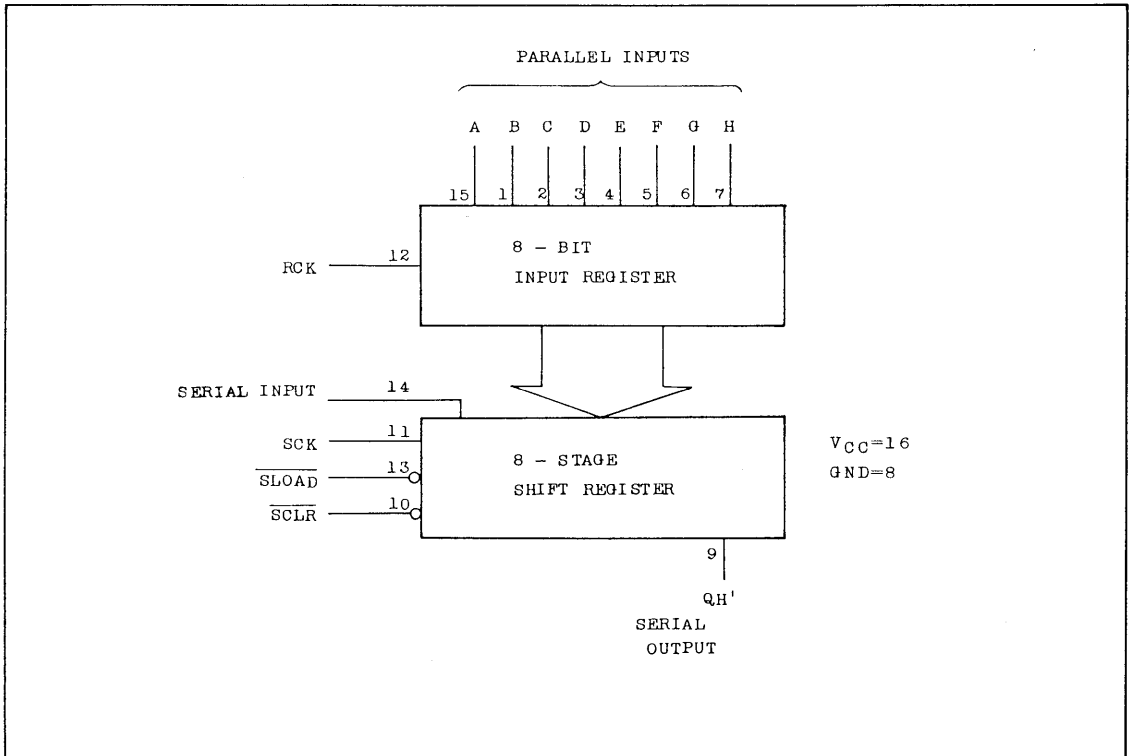 PARALLEL INPUTS
A B C D E F G H
15 1 2 3 4 5 6 7
8 - BIT
INPUT REGISTER
RCK 12
SERIAL INPUT 14
SCK 11
SLOAD 13
SCLR 10
8 - STAGE
SHIFT REGISTER
VCC=16
GND=8
9
QH'
SERIAL
OUTPUT